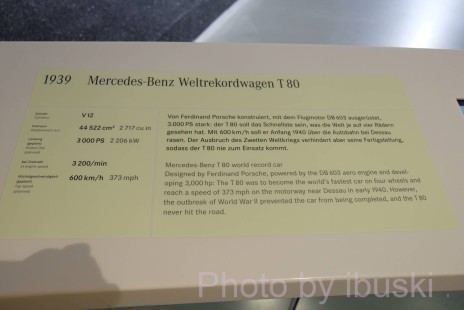 1939 Mercedes-Benz Weltrekordwagen T 80
V 12
44 522 cm³ 2 717 cu in
3 000 PS 2 206 kW
3 200/min
600 km/h 373 mph
Von Ferdinand Porsche konstruiert, mit dem Flugmotor DB 603 ausgerüstet,
3.000 PS stark: der T 80 soll das Schnellste sein, was die Welt je auf vier Rädern
gesehen hat. Mit 600 km/h soll er Anfang 1940 über die Autobahn bei Dessau
rasen. Der Ausbruch des Zweiten Weltkriegs verhindert aber seine Fertigstellung,
sodass der T 80 nie zum Einsatz kommt.
Mercedes-Benz T 80 world record car
Designed by Ferdinand Porsche, powered by the DB 603 aero engine and devel-
oping 3,000 hp: The T 80 was to become the world's fastest car on four wheels and
reach a speed of 373 mph on the motorway near Dessau in early 1940. However,
the outbreak of World War II prevented the car from being completed, and the T 80
never hit the road.
Photo by ibuski